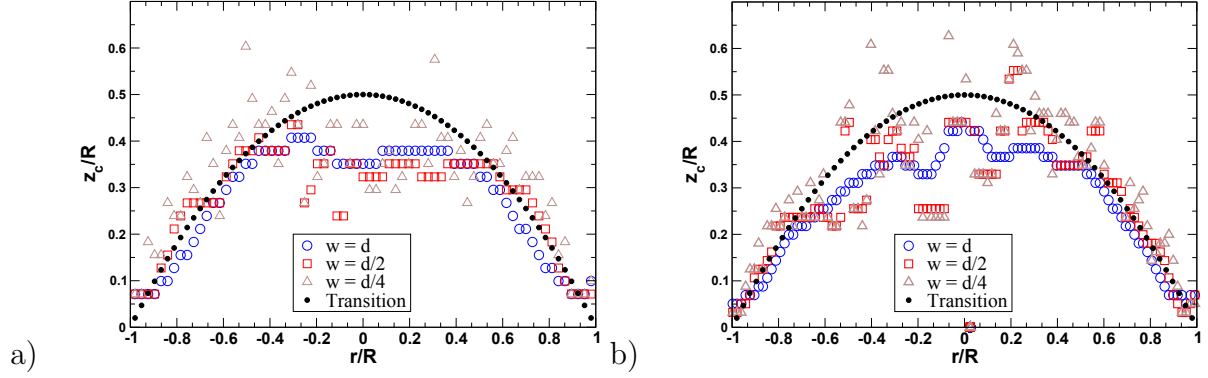 0.6
0.5
0.4
0.3
0.2
0.1
0
z_c/R
-1 -0.8 -0.6 -0.4 -0.2 0 0.2 0.4 0.6 0.8 1
r/R
w = d
w = d/2
w = d/4
Transition
a)
0.6
0.5
0.4
0.3
0.2
0.1
0
z_c/R
-1 -0.8 -0.6 -0.4 -0.2 0 0.2 0.4 0.6 0.8 1
r/R
w = d
w = d/2
w = d/4
Transition
b)